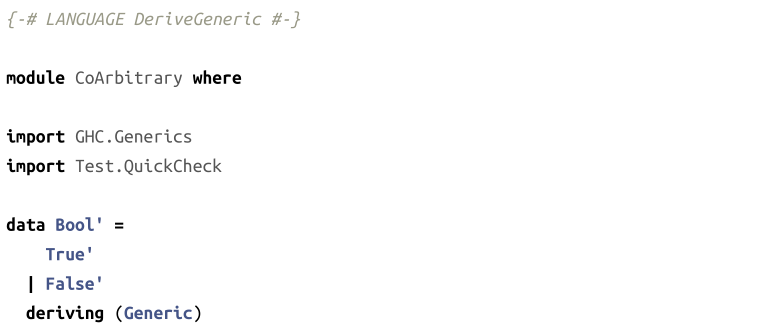 {-# LANGUAGE DeriveGeneric #-}
module CoArbitrary where
import GHC.Generics
import Test.QuickCheck
data Bool' =
    True'
  | False'
  deriving (Generic)